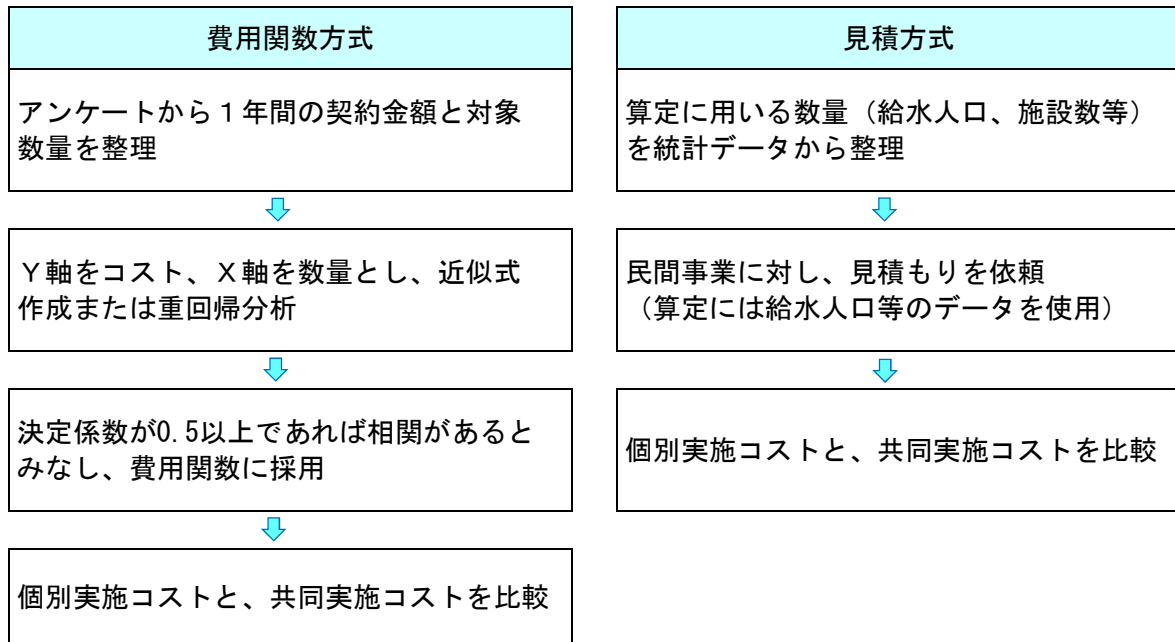 費用関数方式
アンケートから１年間の契約金額と対象
数量を整理
Ｙ軸をコスト、Ｘ軸を数量とし、近似式
作成または重回帰分析
決定係数が0.5以上であれば相関があると
みなし、費用関数に採用
個別実施コストと、共同実施コストを比較
見積方式
算定に用いる数量（給水人口、施設数等）
を統計データから整理
民間事業に対し、見積もりを依頼
（算定には給水人口等のデータを使用）
個別実施コストと、共同実施コストを比較